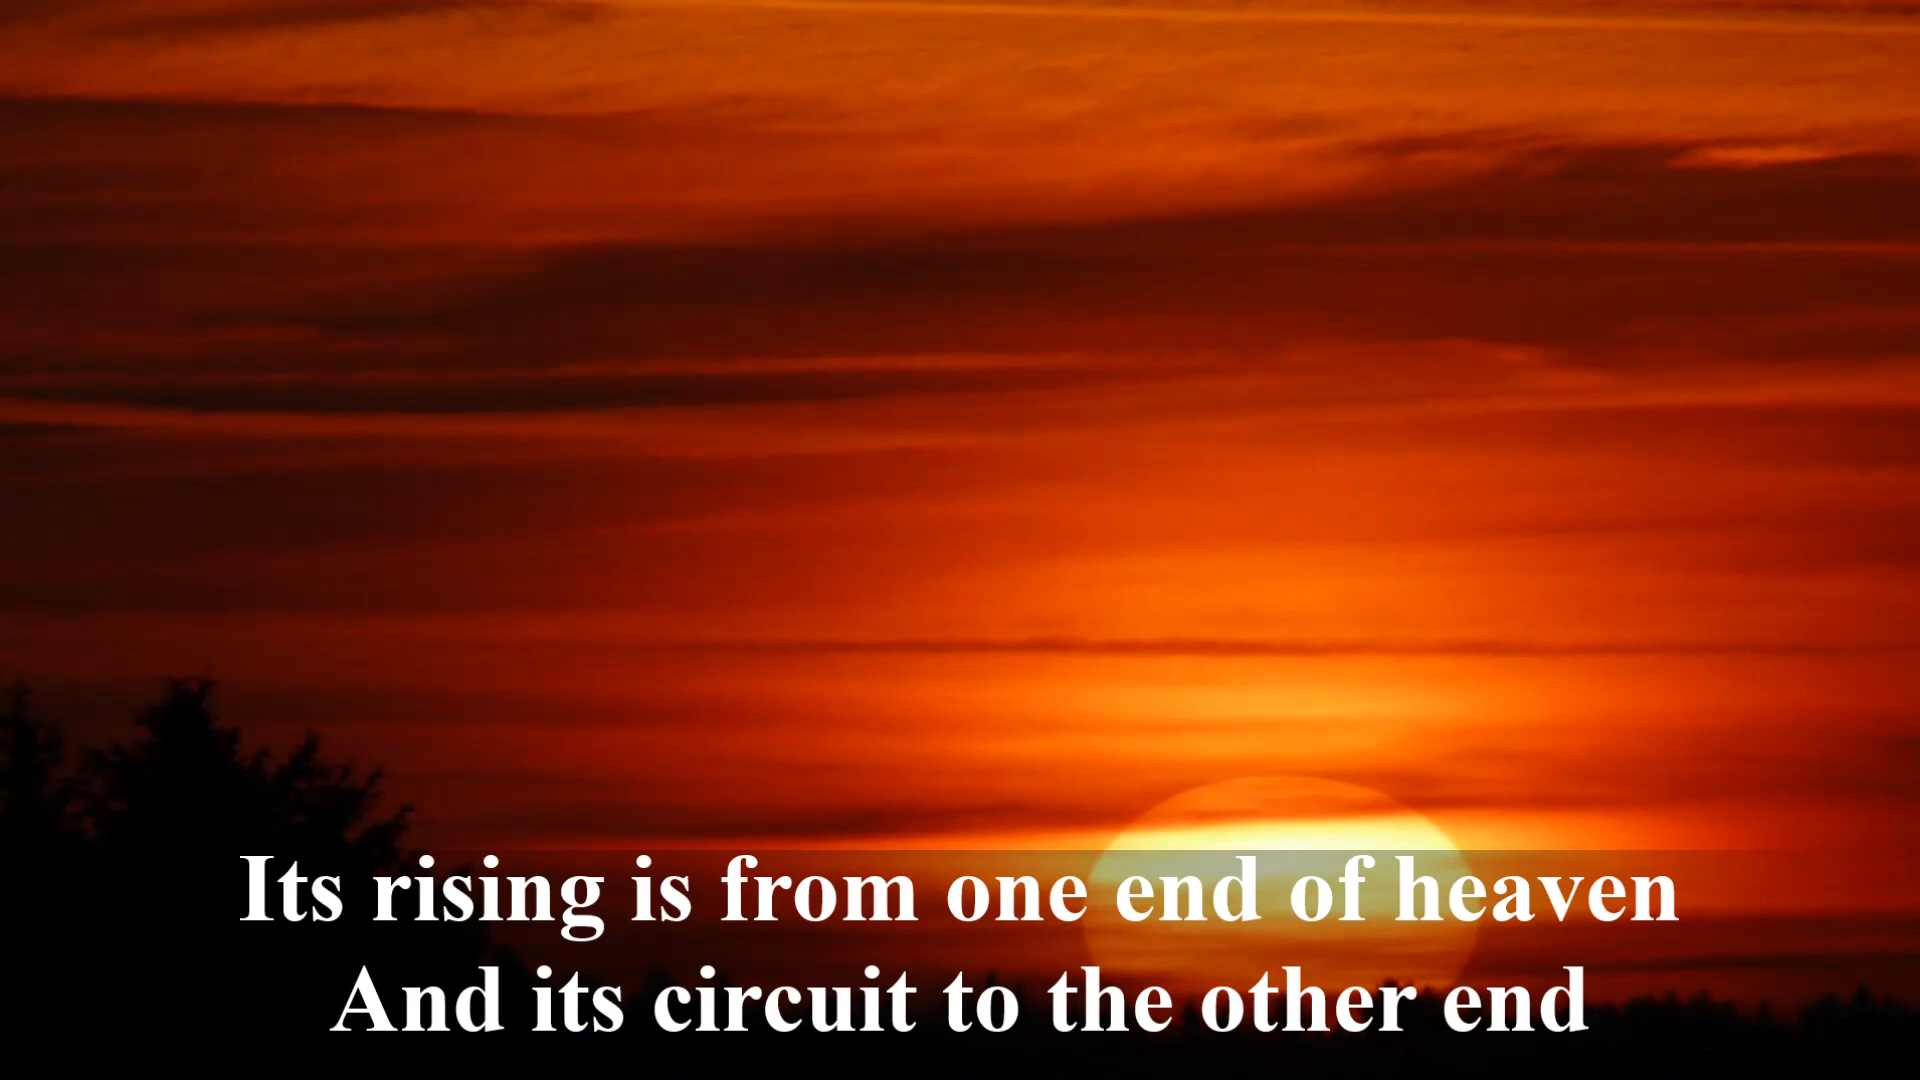 Its rising is from one end of heaven
And its circuit to the other end